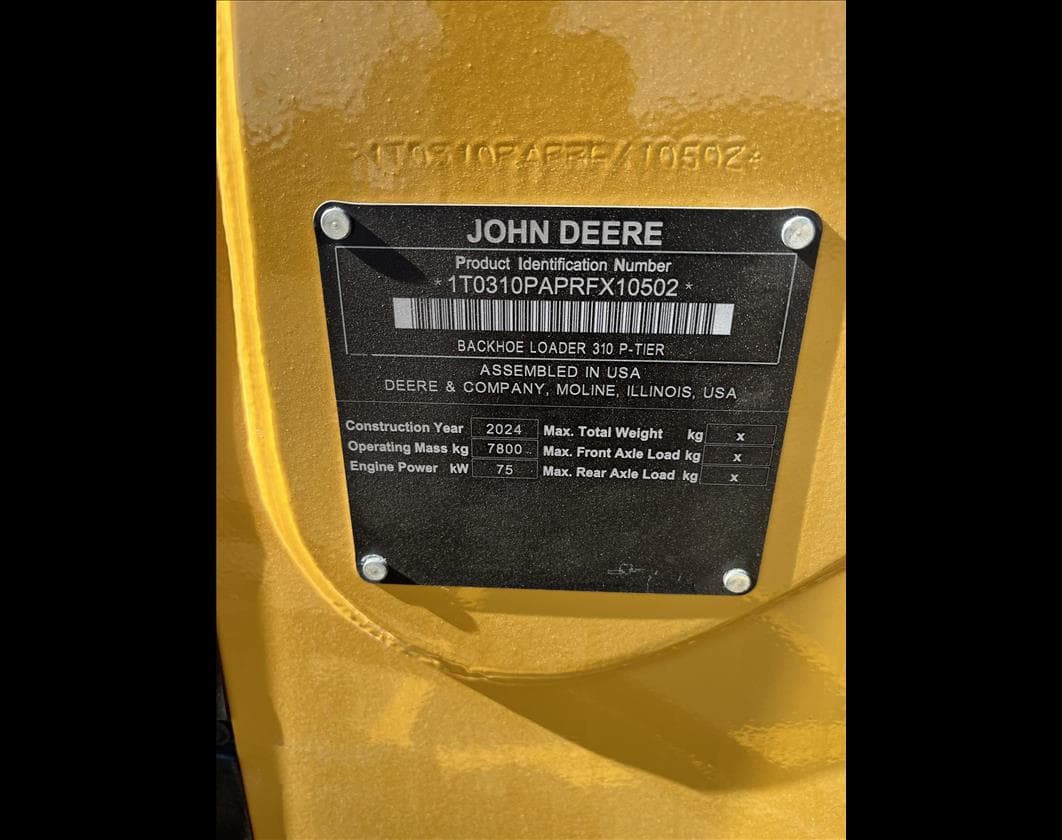 *1T0310PAPRFX10502*
JOHN DEERE
Product Identification Number
*1T0310PAPRFX10502*
BACKHOE LOADER 310 P-TIER
ASSEMBLED IN USA
DEERE & COMPANY, MOLINE, ILLINOIS, USA
Construction Year 2024 Max. Total Weight kg x
Operating Mass kg 7800 Max. Front Axle Load kg x
Engine Power kW 75 Max. Rear Axle Load kg x